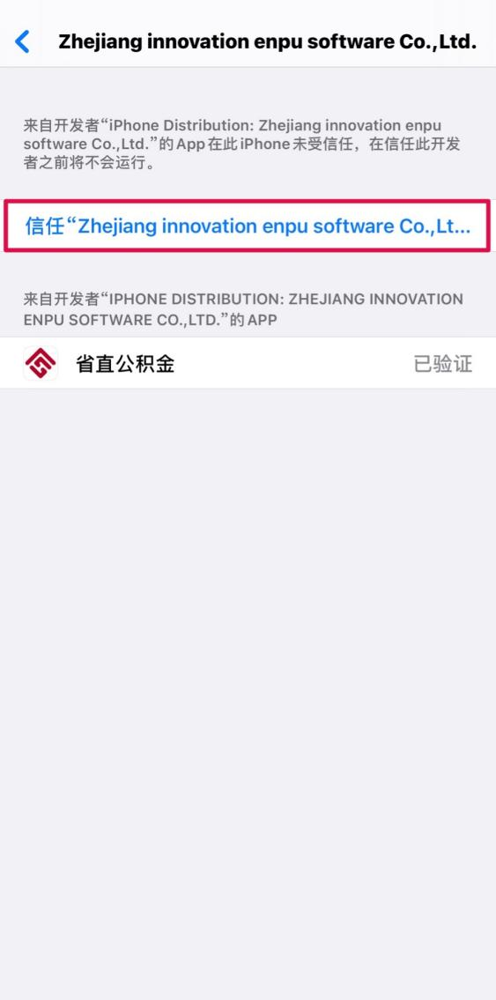 Zhejiang innovation enpu software Co.,Ltd.
来自开发者“iPhone Distribution: Zhejiang innovation enpu
software Co.,Ltd.”的App在此iPhone未受信任，在信任此开发
者之前将不会运行。
信任“Zhejiang innovation enpu software Co.,Lt...
来自开发者“IPHONE DISTRIBUTION: ZHEJIANG INNOVATION
ENPU SOFTWARE CO.,LTD.”的APP
省直公积金 已验证